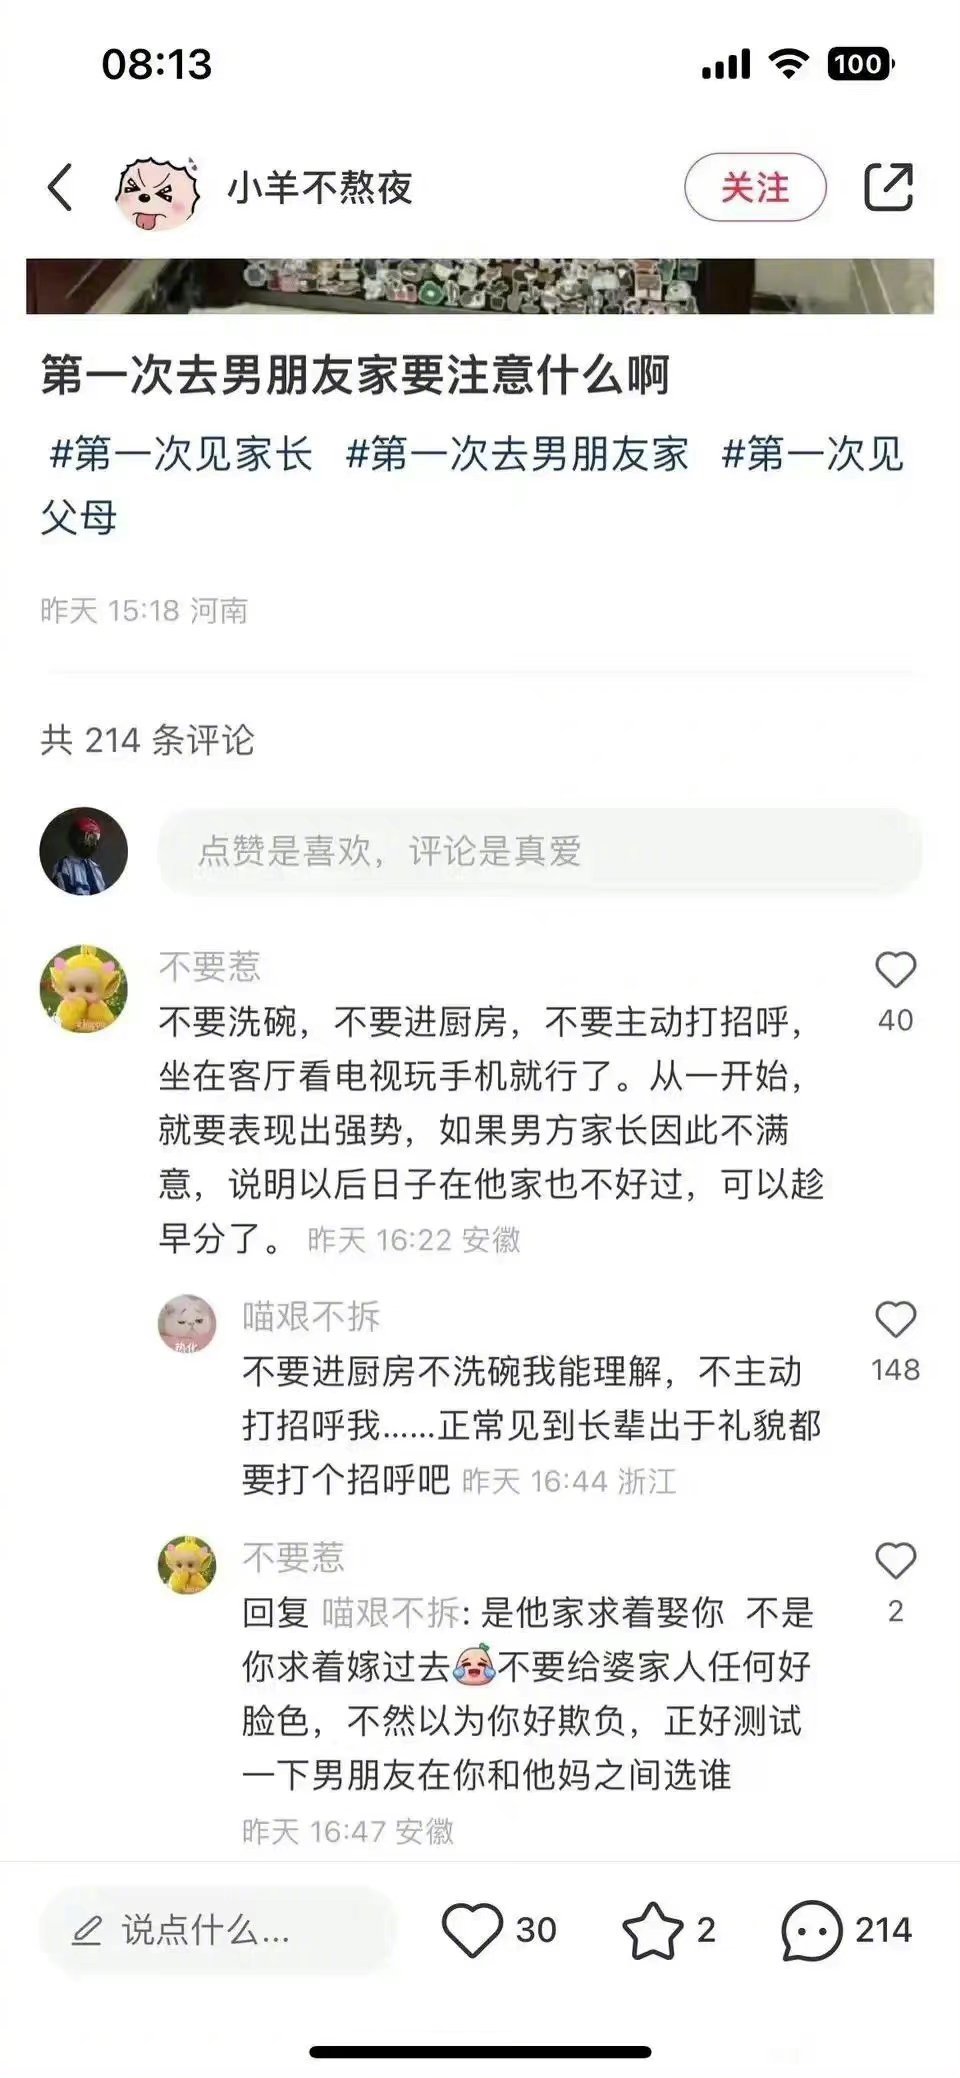 08:13
100
小羊不熬夜
关注
第一次去男朋友家要注意什么啊
#第一次见家长 #第一次去男朋友家 #第一次见
父母
昨天 15:18 河南
共 214 条评论
点赞是喜欢，评论是真爱
不要惹
不要洗碗，不要进厨房，不要主动打招呼，
40
坐在客厅看电视玩手机就行了。从一开始，
就要表现出强势，如果男方家长因此不满
意，说明以后日子在他家也不好过，可以趁
早分了。 昨天 16:22 安徽
喵艰不拆
不要进厨房不洗碗我能理解，不主动
148
打招呼我……正常见到长辈出于礼貌都
要打个招呼吧 昨天 16:44 浙江
不要惹
回复 喵艰不拆: 是他家求着娶你 不是
2
你求着嫁过去不要给婆家人任何好
脸色，不然以为你好欺负，正好测试
一下男朋友在你和他妈之间选谁
昨天 16:47 安徽
说点什么...
30
2
214